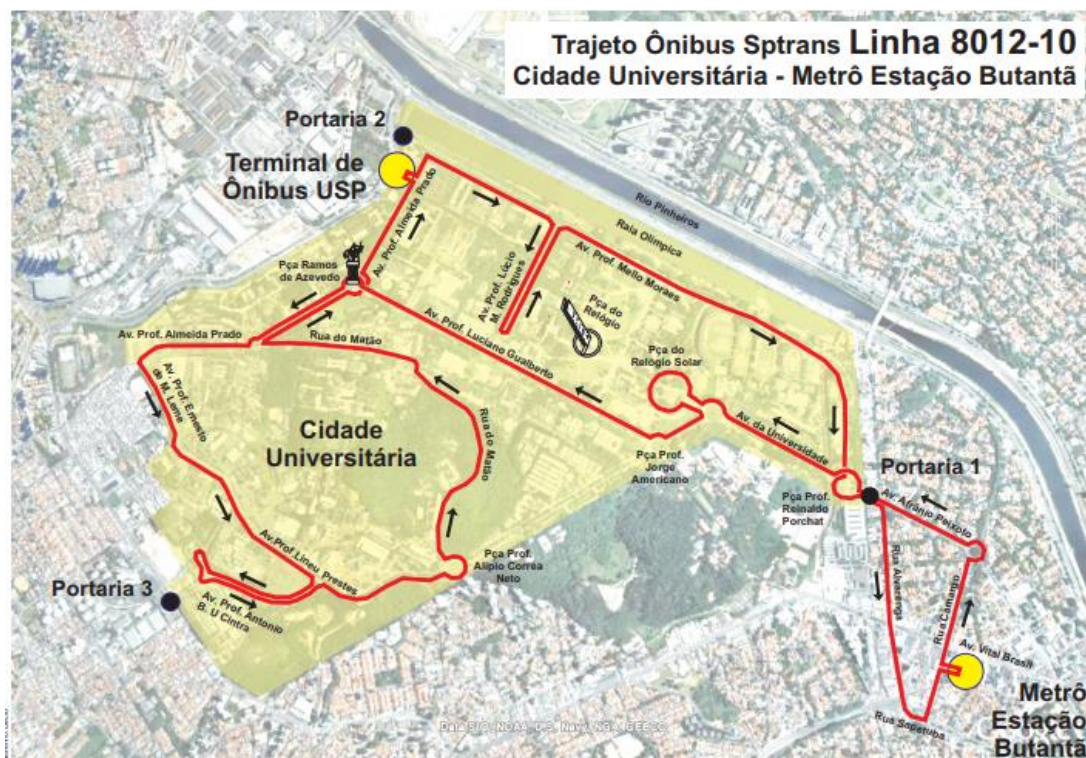 Trajeto Ônibus Sptrans Linha 8012-10
Cidade Universitária - Metrô Estação Butantã
Portaria 2
Terminal de
Ônibus USP
Av. Prof. Almeida Prado
Rio Pinheiros
Raia Olímpica
Pça Ramos
de Azevedo
Av. Prof. Lúcio
M. Rodrigues
Av. Prof. Mello Moraes
Pça do
Relógio
Av. Prof. Almeida Prado
Rua do Matão
Av. Prof. Luciano Gualberto
Pça do
Relógio Solar
Av. Prof. Ernesto
de M. Leme
Cidade
Universitária
Rua do Matão
Av. da Universidade
Pça Prof.
Jorge
Americano
Portaria 1
Pça Prof.
Reinaldo
Porchat
Av. Afrânio Peixoto
Av.Prof.Lineu Prestes
Pça Prof.
Alípio Corrêa
Neto
Rua Alvarenga
Rua Camargo
Portaria 3
Av. Prof. Antonio
B. U Cintra
Av. Vital Brasil
Rua Sapetuba
Metrô
Estação
Butantã